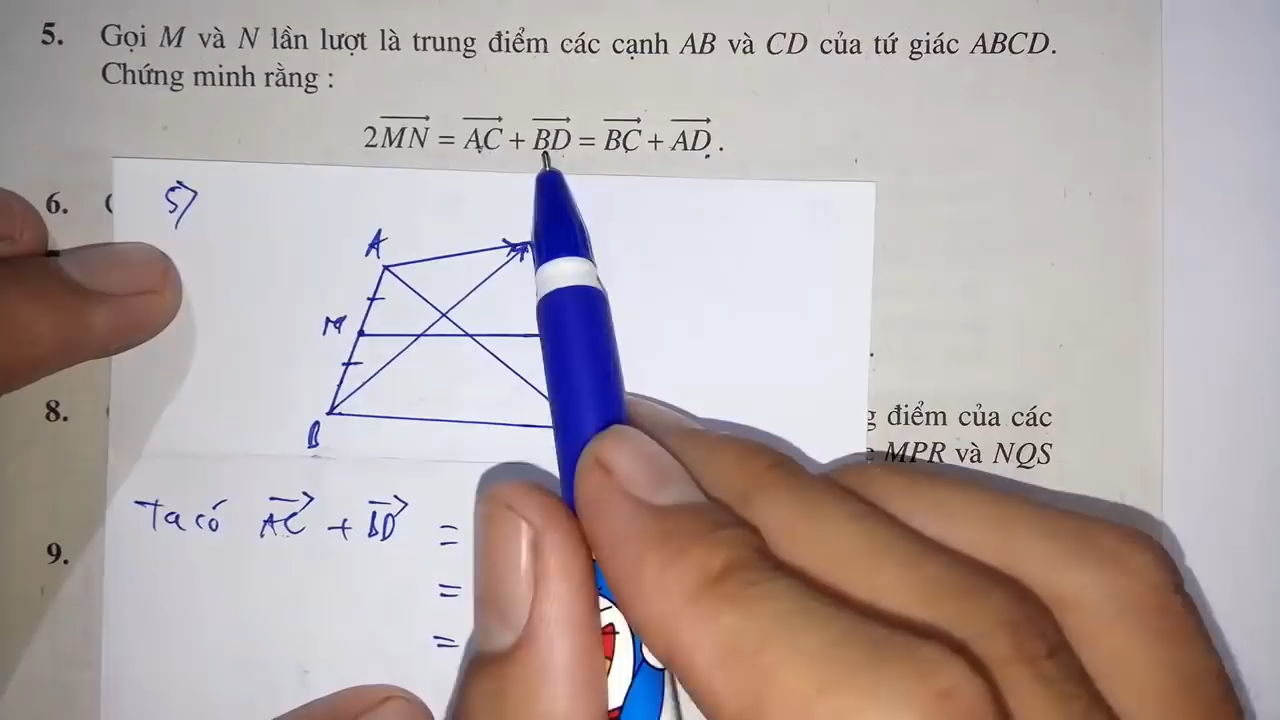 5. Gọi M và N lần lượt là trung điểm các cạnh AB và CD của tứ giác ABCD.
Chứng minh rằng :
2MN⃗ = AC⃗ + BD⃗ = BC⃗ + AD⃗ .
6.
5)
A
M
B
8.
điểm của các
MPR và NQS
Ta có AC⃗ + BD⃗ =
9.
=
=